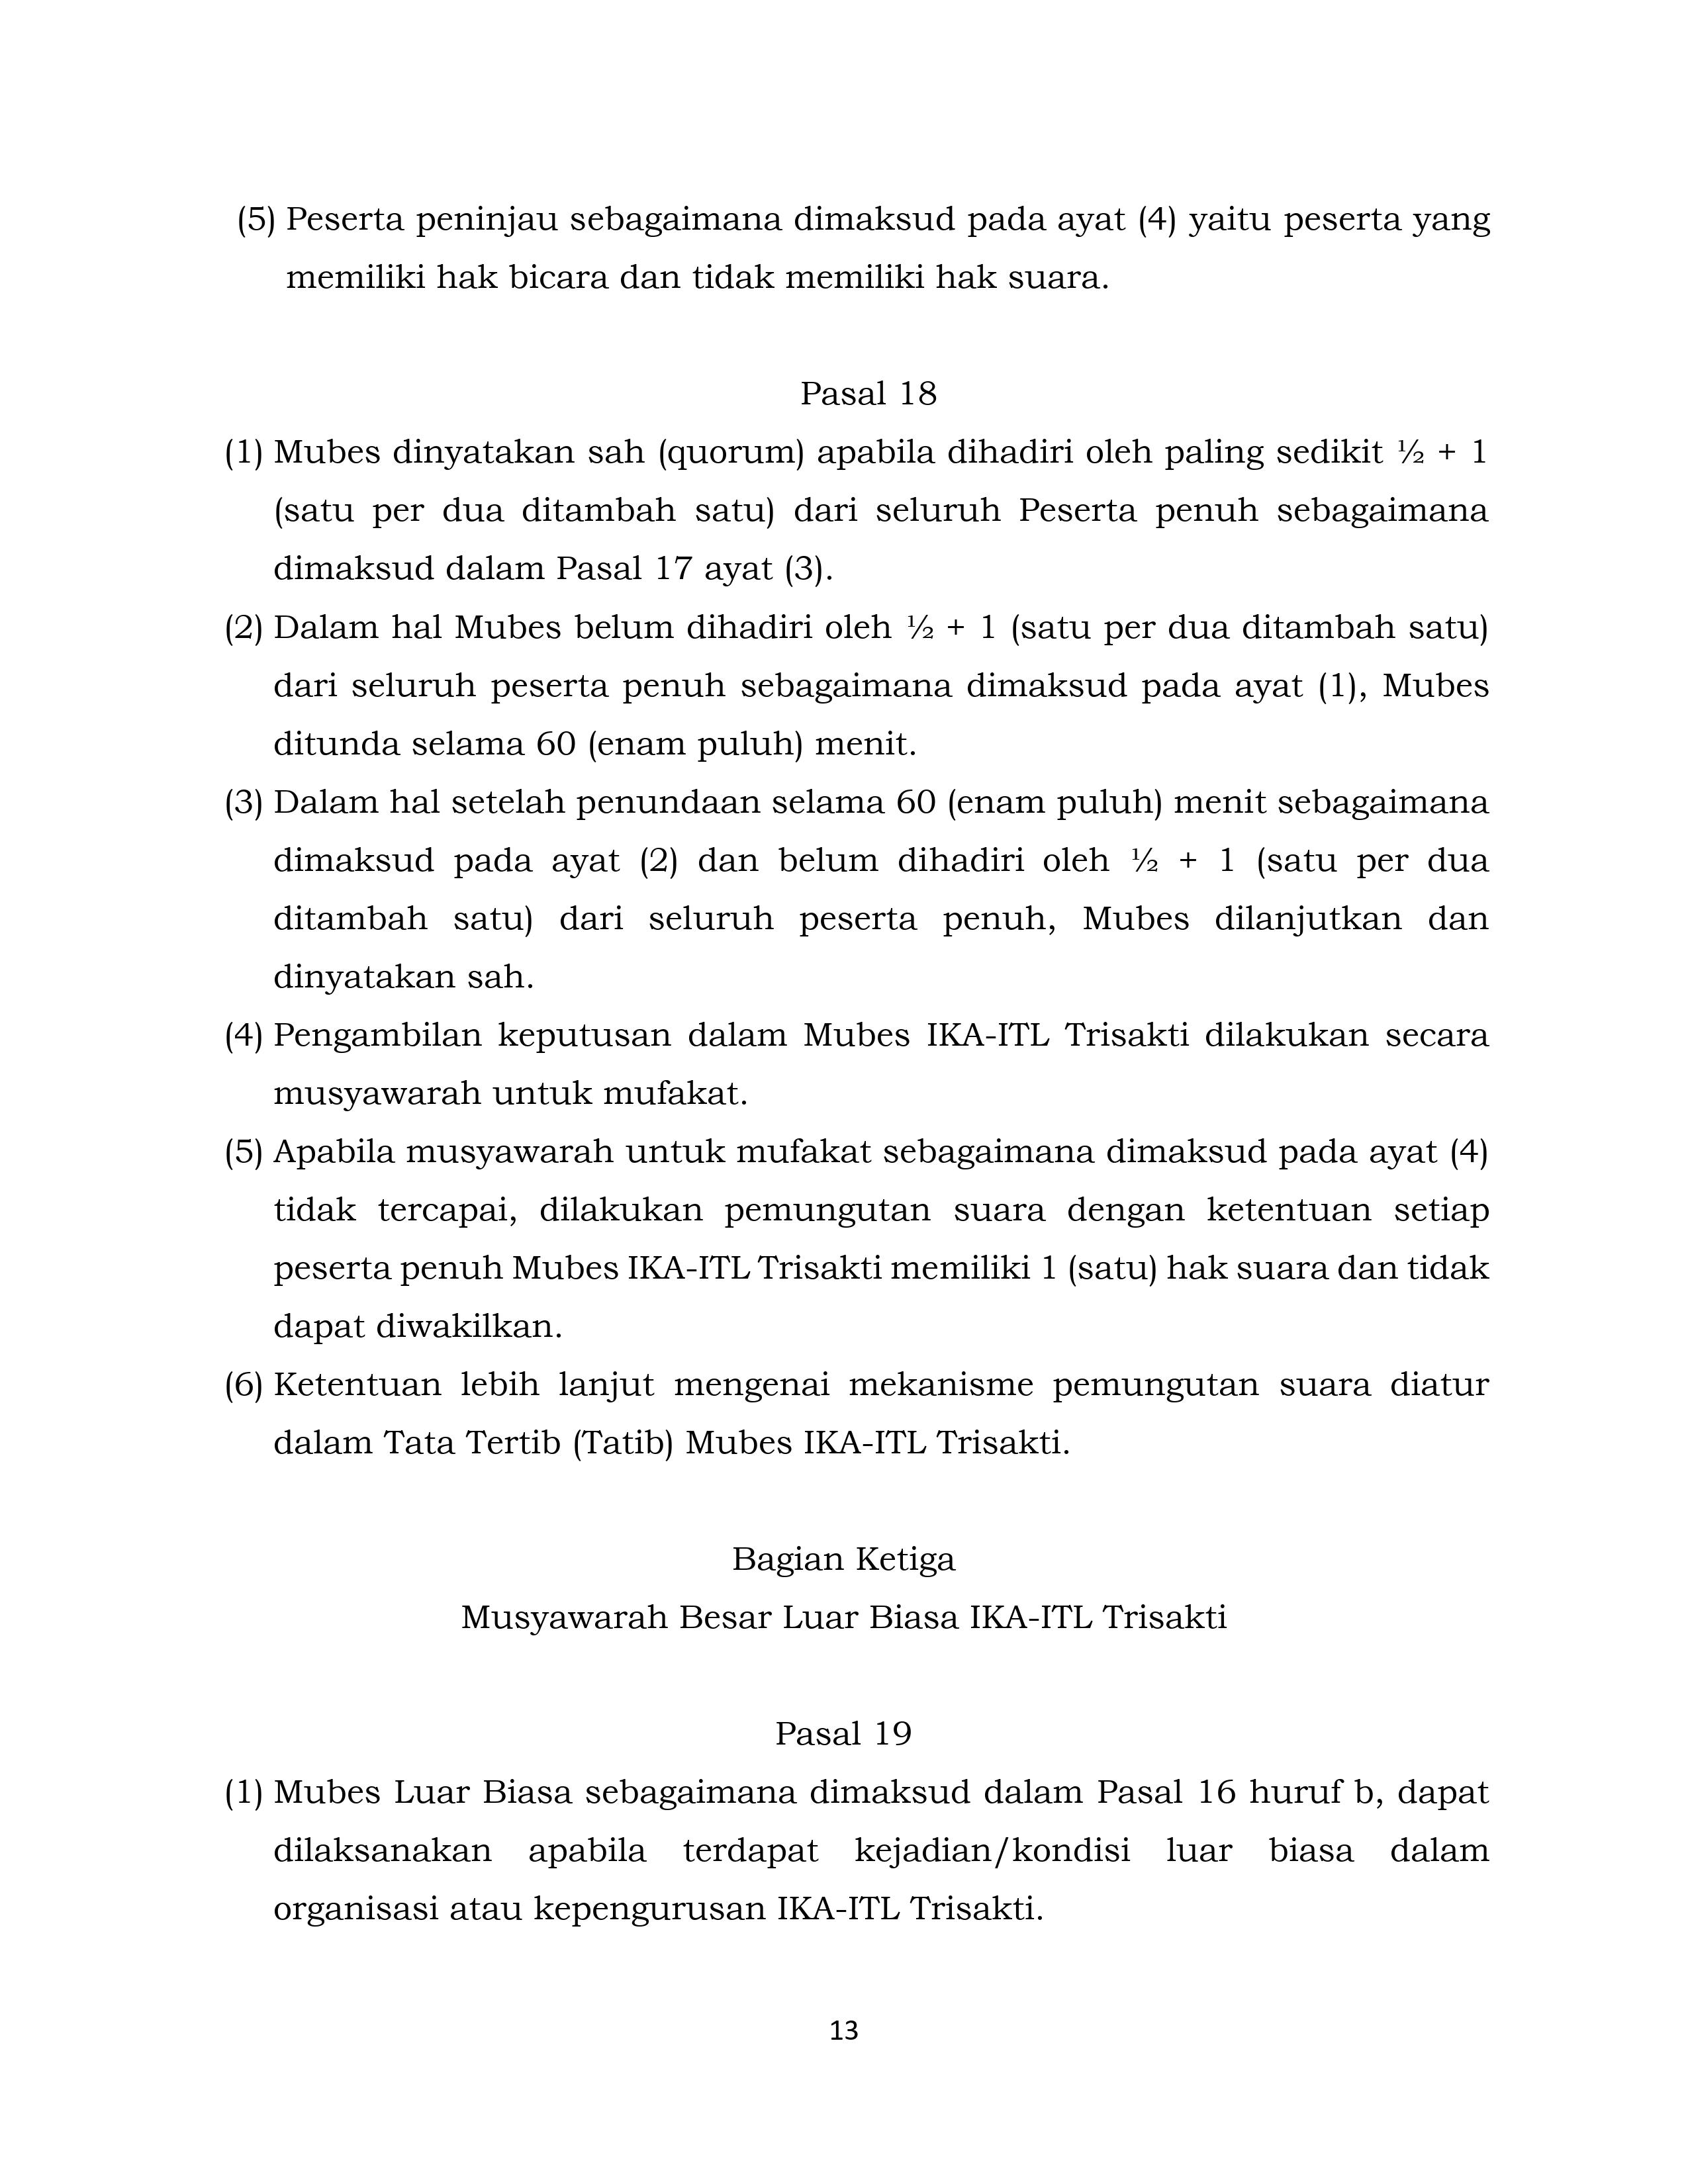 (5) Peserta peninjau sebagaimana dimaksud pada ayat (4) yaitu peserta yang
memiliki hak bicara dan tidak memiliki hak suara.
Pasal 18
(1) Mubes dinyatakan sah (quorum) apabila dihadiri oleh paling sedikit ½ + 1
(satu per dua ditambah satu) dari seluruh Peserta penuh sebagaimana
dimaksud dalam Pasal 17 ayat (3).
(2) Dalam hal Mubes belum dihadiri oleh ½ + 1 (satu per dua ditambah satu)
dari seluruh peserta penuh sebagaimana dimaksud pada ayat (1), Mubes
ditunda selama 60 (enam puluh) menit.
(3) Dalam hal setelah penundaan selama 60 (enam puluh) menit sebagaimana
dimaksud pada ayat (2) dan belum dihadiri oleh ½ + 1 (satu per dua
ditambah satu) dari seluruh peserta penuh, Mubes dilanjutkan dan
dinyatakan sah.
(4) Pengambilan keputusan dalam Mubes IKA-ITL Trisakti dilakukan secara
musyawarah untuk mufakat.
(5) Apabila musyawarah untuk mufakat sebagaimana dimaksud pada ayat (4)
tidak tercapai, dilakukan pemungutan suara dengan ketentuan setiap
peserta penuh Mubes IKA-ITL Trisakti memiliki 1 (satu) hak suara dan tidak
dapat diwakilkan.
(6) Ketentuan lebih lanjut mengenai mekanisme pemungutan suara diatur
dalam Tata Tertib (Tatib) Mubes IKA-ITL Trisakti.
Bagian Ketiga
Musyawarah Besar Luar Biasa IKA-ITL Trisakti
Pasal 19
(1) Mubes Luar Biasa sebagaimana dimaksud dalam Pasal 16 huruf b, dapat
dilaksanakan apabila terdapat kejadian/kondisi luar biasa dalam
organisasi atau kepengurusan IKA-ITL Trisakti.
13